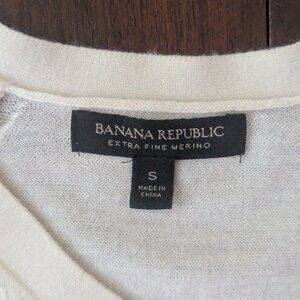 BANANA REPUBLIC
EXTRA FINE MERINO
S
MADE IN
CHINA